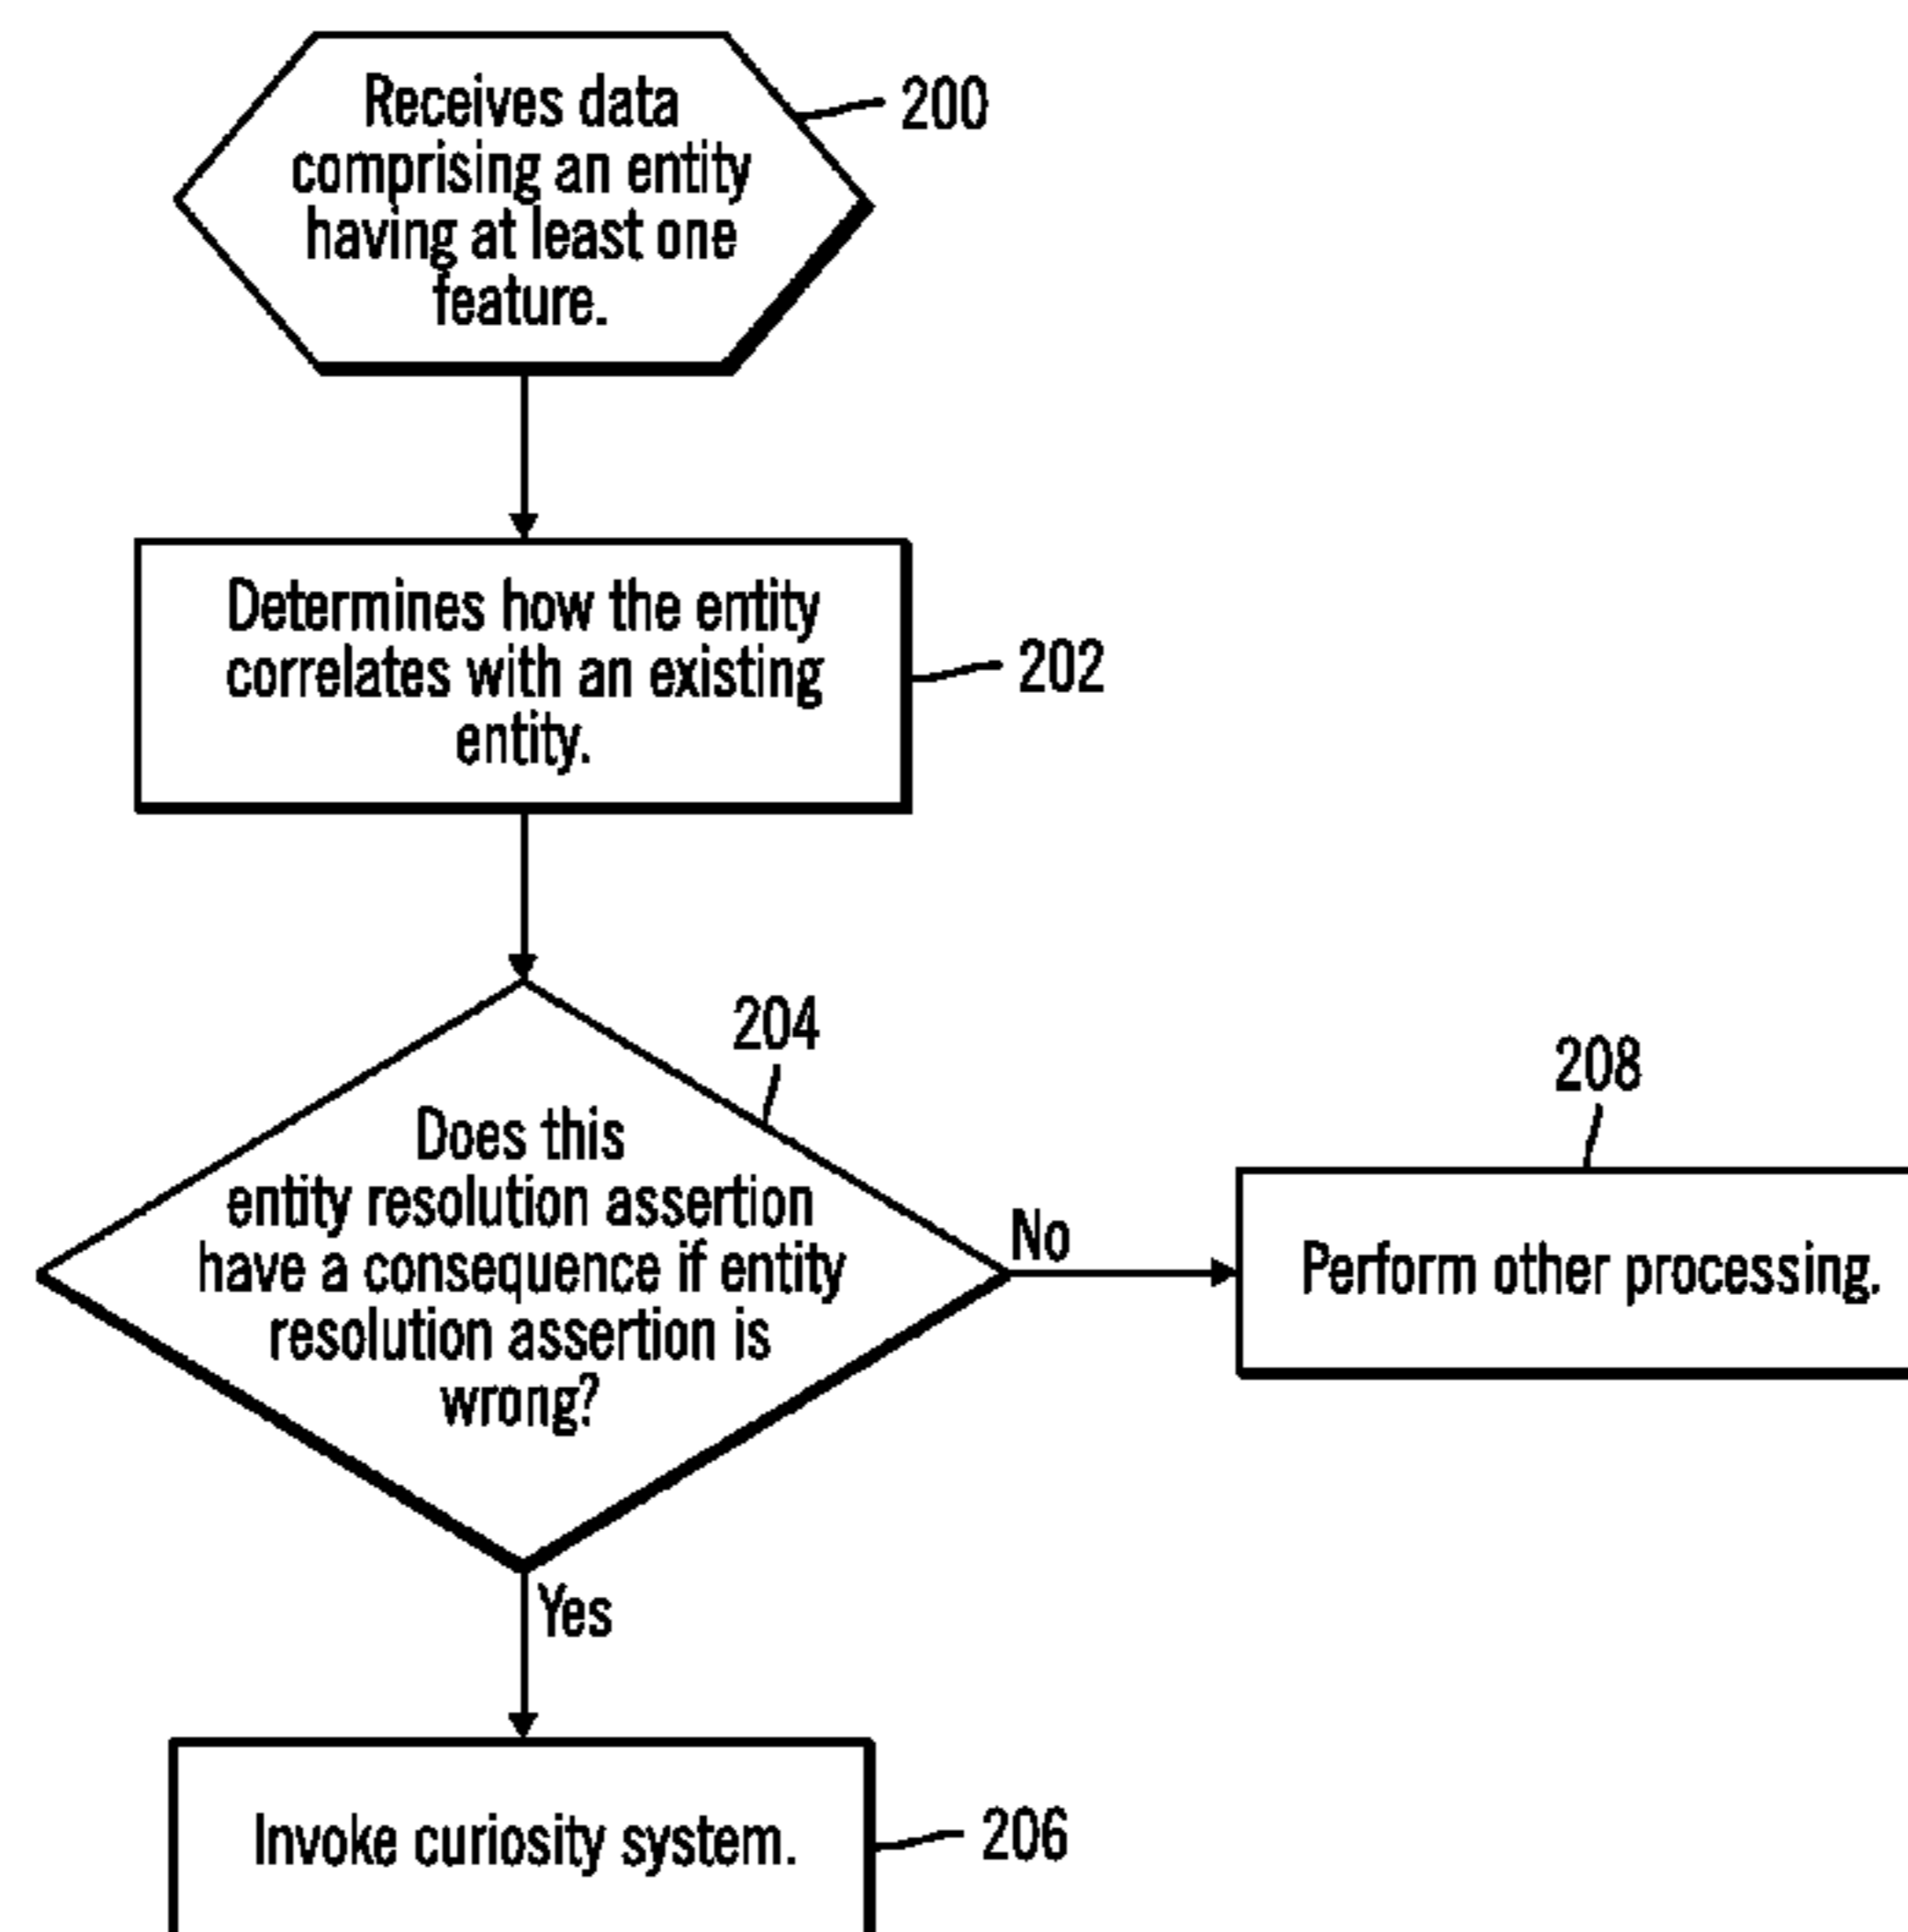 Receives data
comprising an entity
having at least one
feature.
200
Determines how the entity
correlates with an existing
entity.
202
204
Does this
entity resolution assertion
have a consequence if entity
resolution assertion is
wrong?
No
208
Perform other processing.
Yes
Invoke curiosity system.
206